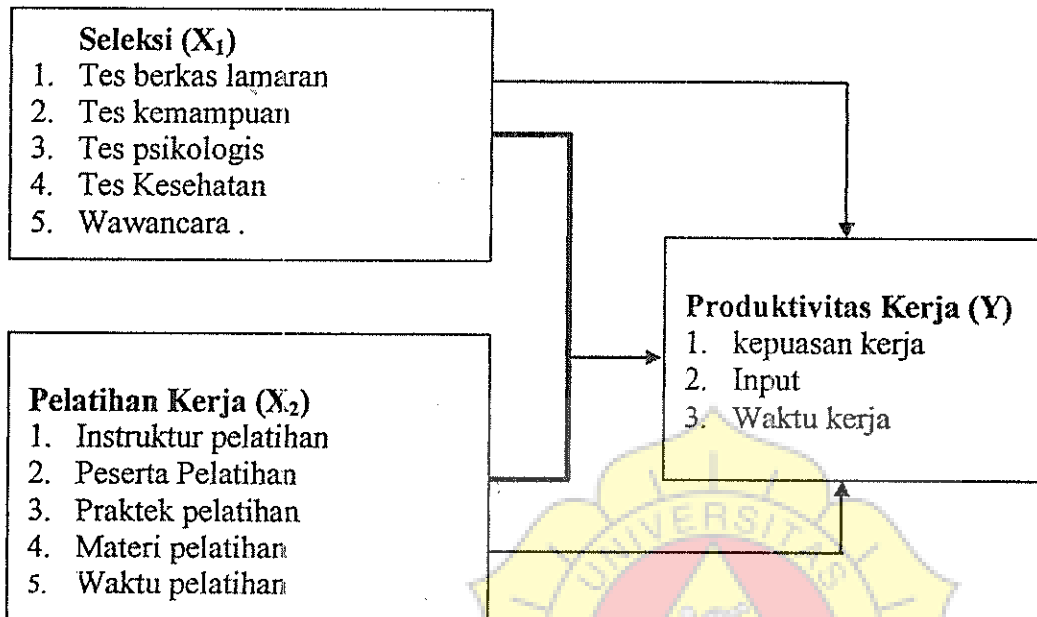 Seleksi (X₁)
1. Tes berkas lamaran
2. Tes kemampuan
3. Tes psikologis
4. Tes Kesehatan
5. Wawancara .
Pelatihan Kerja (X₂)
1. Instruktur pelatihan
2. Peserta Pelatihan
3. Praktek pelatihan
4. Materi pelatihan
5. Waktu pelatihan
Produktivitas Kerja (Y)
1. kepuasan kerja
2. Input
3. Waktu kerja
UNIVERSITAS